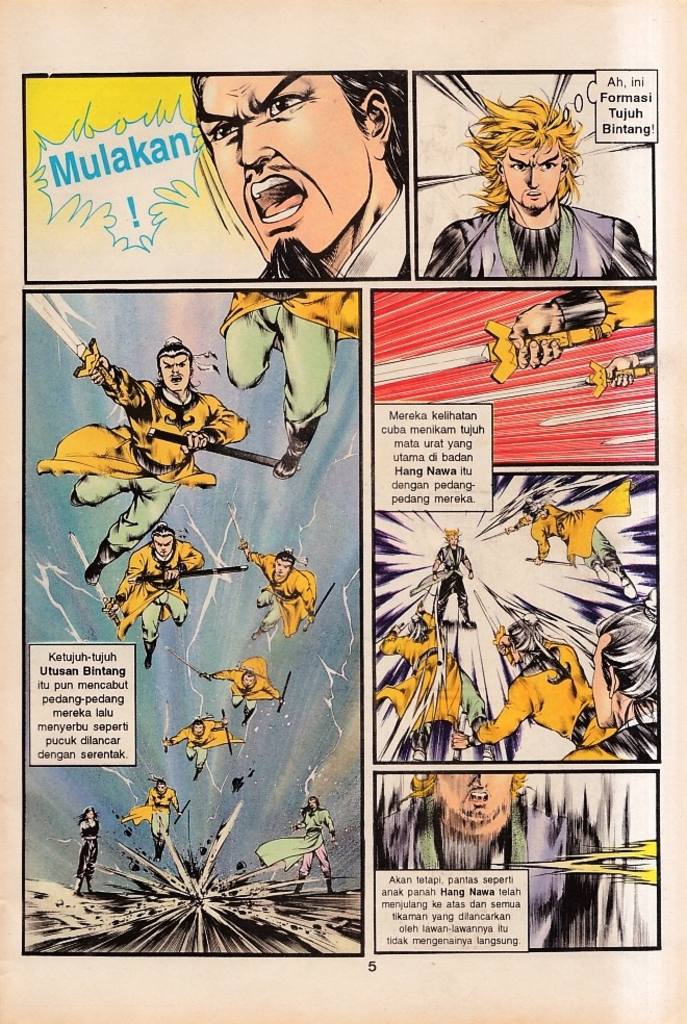 Mulakan
!
Ah, ini
Formasi
Tujuh
Bintang!
Ketujuh-tujuh
Utusan Bintang
itu pun mencabut
pedang-pedang
mereka lalu
menyerbu seperti
pucuk dilancar
dengan serentak.
Mereka kelihatan
cuba menikam tujuh
mata urat yang
utama di badan
Hang Nawa itu
dengan pedang-
pedang mereka.
Akan tetapi, pantas seperti
anak panah Hang Nawa telah
menjulang ke atas dan semua
tikaman yang dilancarkan
oleh lawan-lawannya itu
tidak mengenainya langsung.
5